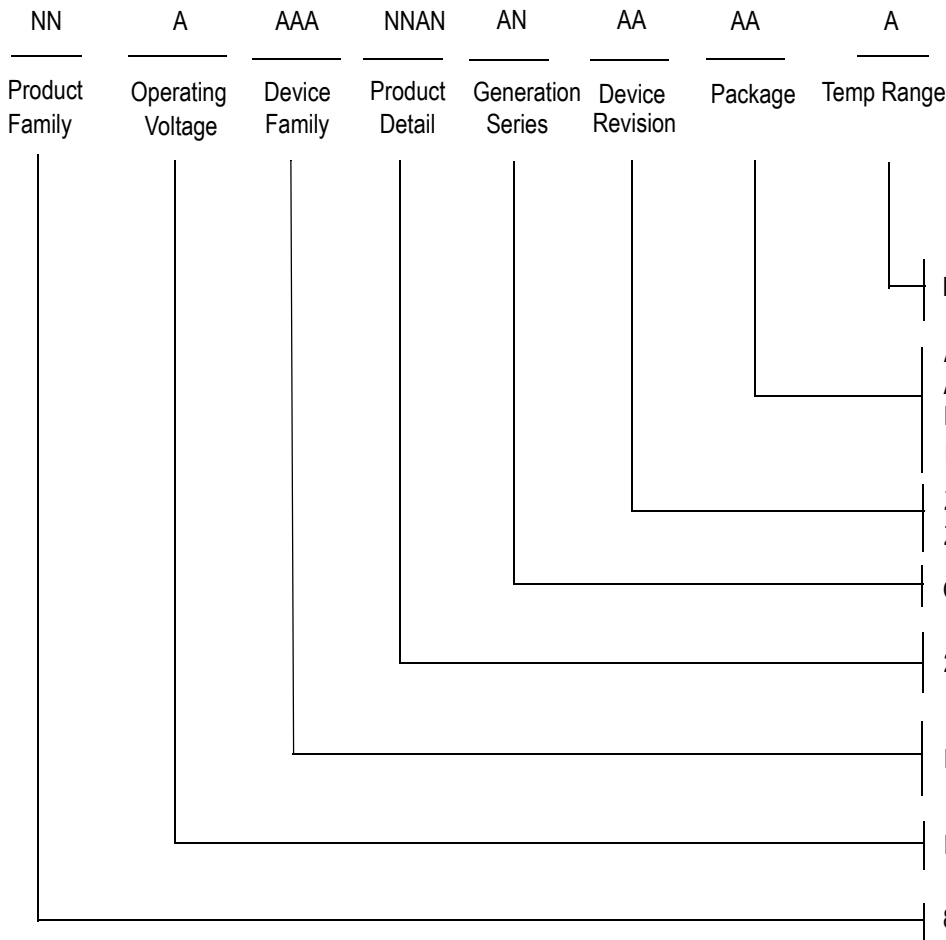 NN A AAA NNAN AN AA AA A
Product Operating Device Product Generation Device Package Temp Range
Family Voltage Family Detail Series Revision